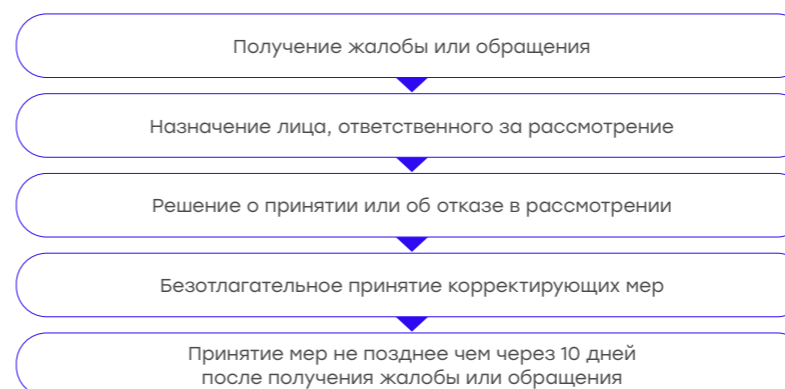 Получение жалобы или обращения
Назначение лица, ответственного за рассмотрение
Решение о принятии или об отказе в рассмотрении
Безотлагательное принятие корректирующих мер
Принятие мер не позднее чем через 10 дней
после получения жалобы или обращения